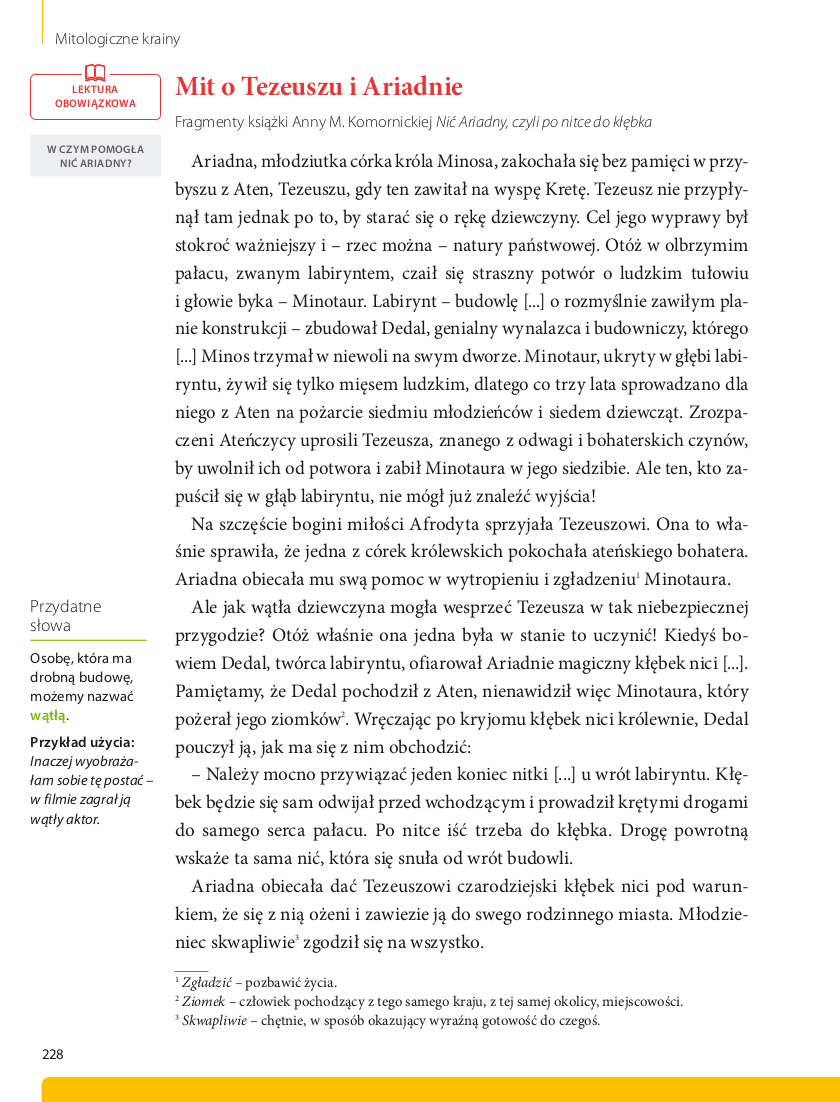 Mitologiczne krainy
LEKTURA
OBOWIĄZKOWA
W CZYM POMOGŁA
NIĆ ARIADNY?
Mit o Tezeuszu i Ariadnie
Fragmenty książki Anny M. Komornickiej Nić Ariadny, czyli po nitce do kłębka
Ariadna, młodziutka córka króla Minosa, zakochała się bez pamięci w przy-
byszu z Aten, Tezeuszu, gdy ten zawitał na wyspę Kretę. Tezeusz nie przypły-
nął tam jednak po to, by starać się o rękę dziewczyny. Cel jego wyprawy był
stokroć ważniejszy i – rzec można – natury państwowej. Otóż w olbrzymim
pałacu, zwanym labiryntem, czaił się straszny potwór o ludzkim tułowiu
i głowie byka – Minotaur. Labirynt – budowlę [...] o rozmyślnie zawiłym pla-
nie konstrukcji – zbudował Dedal, genialny wynalazca i budowniczy, którego
[...] Minos trzymał w niewoli na swym dworze. Minotaur, ukryty w głębi labi-
ryntu, żywił się tylko mięsem ludzkim, dlatego co trzy lata sprowadzano dla
niego z Aten na pożarcie siedmiu młodzieńców i siedem dziewcząt. Zrozpa-
czeni Ateńczycy uprosili Tezeusza, znanego z odwagi i bohaterskich czynów,
by uwolnił ich od potwora i zabił Minotaura w jego siedzibie. Ale ten, kto za-
puścił się w głąb labiryntu, nie mógł już znaleźć wyjścia!
Na szczęście bogini miłości Afrodyta sprzyjała Tezeuszowi. Ona to wła-
śnie sprawiła, że jedna z córek królewskich pokochała ateńskiego bohatera.
Ariadna obiecała mu swą pomoc w wytropieniu i zgładzeniu¹ Minotaura.
Ale jak wątła dziewczyna mogła wesprzeć Tezeusza w tak niebezpiecznej
przygodzie? Otóż właśnie ona jedna była w stanie to uczynić! Kiedyś bo-
wiem Dedal, twórca labiryntu, ofiarował Ariadnie magiczny kłębek nici [...].
Pamiętamy, że Dedal pochodził z Aten, nienawidził więc Minotaura, który
pożerał jego ziomków². Wręczając po kryjomu kłębek nici królewnie, Dedal
pouczył ją, jak ma się z nim obchodzić:
– Należy mocno przywiązać jeden koniec nitki [...] u wrót labiryntu. Kłę-
bek będzie się sam odwijał przed wchodzącym i prowadził krętymi drogami
do samego serca pałacu. Po nitce iść trzeba do kłębka. Drogę powrotną
wskaże ta sama nić, która się snuła od wrót budowli.
Ariadna obiecała dać Tezeuszowi czarodziejski kłębek nici pod warun-
kiem, że się z nią ożeni i zawiezie ją do swego rodzinnego miasta. Młodzie-
niec skwapliwie³ zgodził się na wszystko.
Przydatne
słowa
Osobę, która ma
drobną budowę,
możemy nazwać
wątłą.
Przykład użycia:
Inaczej wyobraża-
łam sobie tę postać –
w filmie zagrał ją
wątły aktor.
¹ Zgładzić – pozbawić życia.
² Ziomek – człowiek pochodzący z tego samego kraju, z tej samej okolicy, miejscowości.
³ Skwapliwie – chętnie, w sposób okazujący wyraźną gotowość do czegoś.
228